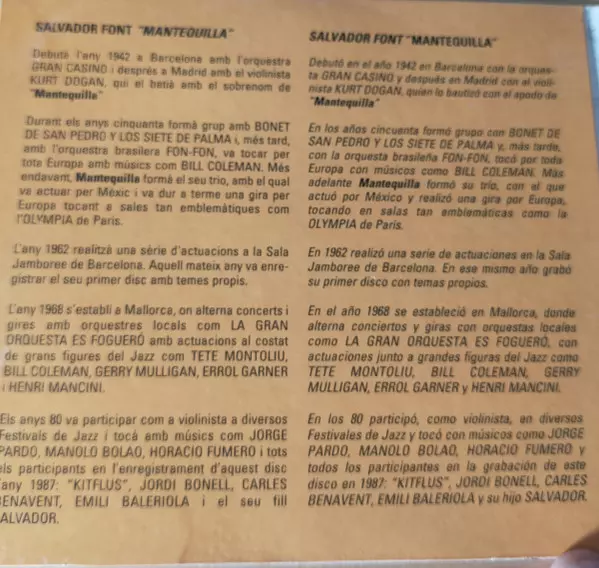 SALVADOR FONT "MANTEQUILLA"
Debutà l'any 1942 a Barcelona amb l'orquestra
GRAN CASINO i després a Madrid amb el violinista
KURT DOGAN, qui el batià amb el sobrenom de
"Mantequilla"
Durant els anys cinquanta formà grup amb BONET
DE SAN PEDRO Y LOS SIETE DE PALMA i, més tard,
amb l'orquestra brasilera FON-FON, va tocar per
tote Europa amb músics com BILL COLEMAN. Més
endavant, Mantequilla formà el seu trio, amb el qual
va actuar per Mèxic i va dur a terme una gira per
Europa tocant a sales tan emblemàtiques com
l'OLYMPIA de Paris.
L'any 1962 realitzà una sèrie d'actuacions a la Sala
Jamboree de Barcelona. Aquell mateix any va enre-
gistrar el seu primer disc amb temes propis.
L'any 1968 s'establí a Mallorca, on alterna concerts i
gires amb orquestres locals com LA GRAN
ORQUESTA ES FOGUERÓ amb actuacions al costat
de grans figures del Jazz com TETE MONTOLIU,
BILL COLEMAN, GERRY MULLIGAN, ERROL GARNER
i HENRI MANCINI.
Els anys 80 va participar com a violinista a diversos
Festivals de Jazz i tocà amb músics com JORGE
PARDO, MANOLO BOLAO, HORACIO FUMERO i tots
els participants en l'enregistrament d'aquest disc
l'any 1987: "KITFLUS", JORDI BONELL, CARLES
BENAVENT, EMILI BALERIOLA i el seu fill
SALVADOR.
SALVADOR FONT "MANTEQUILLA"
Debutó en el año 1942 en Barcelona con la orques-
ta GRAN CASINO y después en Madrid con el violi-
nista KURT DOGAN, quien lo bautizó con el apodo de
"Mantequilla"
En los años cincuenta formó grupo con BONET DE
SAN PEDRO Y LOS SIETE DE PALMA y, más tarde,
con la orquesta brasileña FON-FON, tocó por toda
Europa con músicos como BILL COLEMAN. Más
adelante Mantequilla formó su trío, con el que
actuó por México y realizó una gira por Europa,
tocando en salas tan emblemáticas como la
OLYMPIA de París.
En 1962 realizó una serie de actuaciones en la Sala
Jamboree de Barcelona. En ese mismo año grabó
su primer disco con temas propios.
En el año 1968 se estableció en Mallorca, donde
alterna conciertos y giras con orquestas locales
como LA GRAN ORQUESTA ES FOGUERÓ, con
actuaciones junto a grandes figuras del Jazz como
TETE MONTOLIU, BILL COLEMAN, GERRY
MULLIGAN, ERROL GARNER y HENRI MANCINI.
En los 80 participó, como violinista, en diversos
Festivales de Jazz y tocó con músicos como JORGE
PARDO, MANOLO BOLAO, HORACIO FUMERO y
todos los participantes en la grabación de este
disco en 1987: "KITFLUS", JORDI BONELL, CARLES
BENAVENT, EMILI BALERIOLA y su hijo SALVADOR.